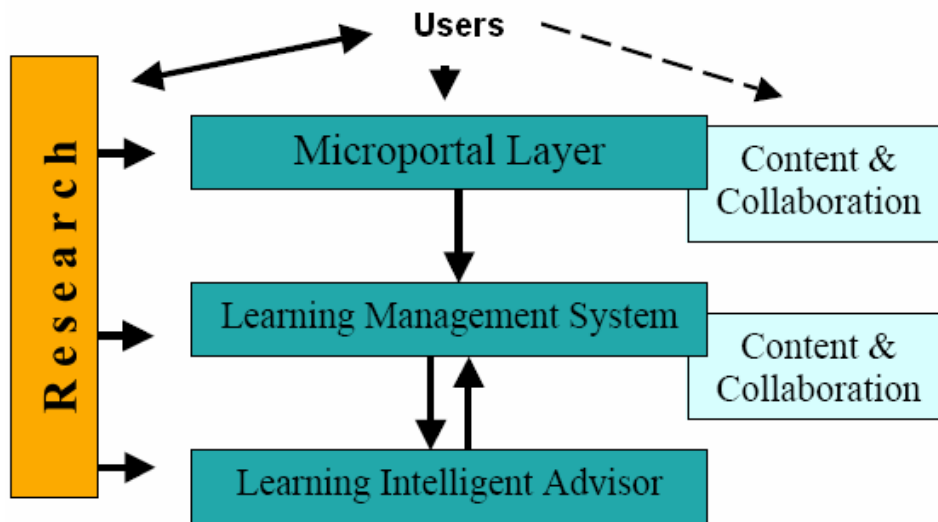 Users
Research
Microportal Layer
Content &
Collaboration
Learning Management System
Content &
Collaboration
Learning Intelligent Advisor